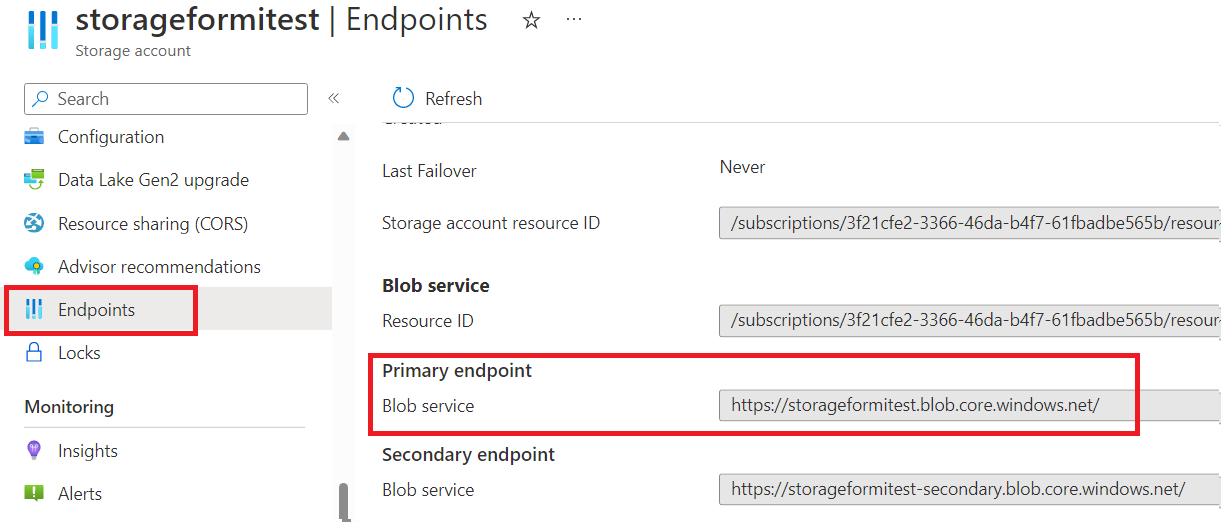 storageformitest | Endpoints
Storage account
Search
Refresh
Configuration
Data Lake Gen2 upgrade
Resource sharing (CORS)
Advisor recommendations
Endpoints
Locks
Monitoring
Insights
Alerts
Created
Last Failover Never
Storage account resource ID /subscriptions/3f21cfe2-3366-46da-b4f7-61fbadbe565b/resour
Blob service
Resource ID /subscriptions/3f21cfe2-3366-46da-b4f7-61fbadbe565b/resour
Primary endpoint
Blob service https://storageformitest.blob.core.windows.net/
Secondary endpoint
Blob service https://storageformitest-secondary.blob.core.windows.net/